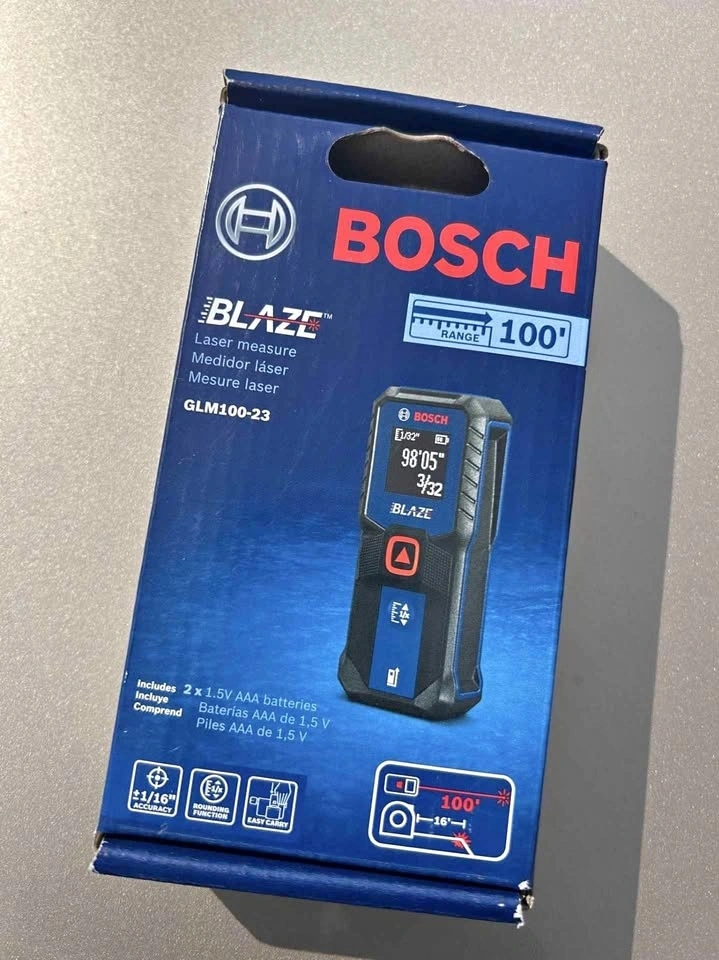 BOSCH
BLAZE™
Laser measure
Medidor láser
Mesure laser
GLM100-23
RANGE 100'
BOSCH
1/32"
98'05"
3/32
BLAZE
1/x
Includes 2 x 1.5V AAA batteries
Incluye Baterías AAA de 1,5 V
Comprend Piles AAA de 1,5 V
±1/16"
ACCURACY
1/x
ROUNDING
FUNCTION
EASY CARRY
100'
16'